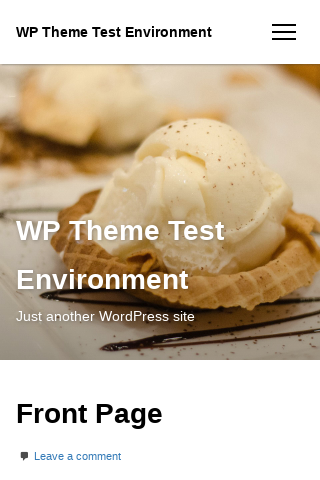 WP Theme Test Environment
WP Theme Test
Environment
Just another WordPress site
Front Page
Leave a comment